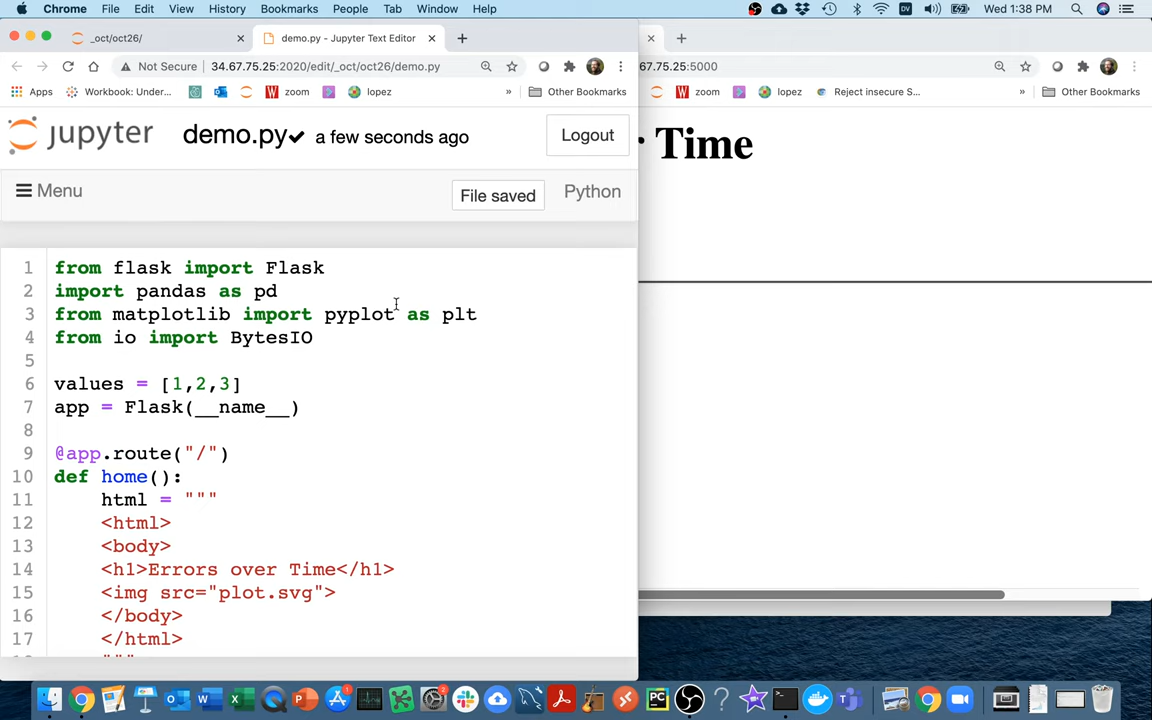 Chrome File Edit View History Bookmarks People Tab Window Help Wed 1:38 PM
_oct/oct26/
demo.py - Jupyter Text Editor
Not Secure 34.67.75.25:2020/edit/_oct/oct26/demo.py
67.75.25:5000
Apps Workbook: Under... zoom lopez » Other Bookmarks
zoom lopez Reject insecure S... » Other Bookmarks
jupyter demo.py a few seconds ago Logout
Time
Menu File saved Python
1 from flask import Flask
2 import pandas as pd
3 from matplotlib import pyplot as plt
4 from io import BytesIO
5
6 values = [1,2,3]
7 app = Flask(__name__)
8
9 @app.route("/")
10 def home():
11 html = """
12 <html>
13 <body>
14 <h1>Errors over Time</h1>
15 <img src="plot.svg">
16 </body>
17 </html>
"""